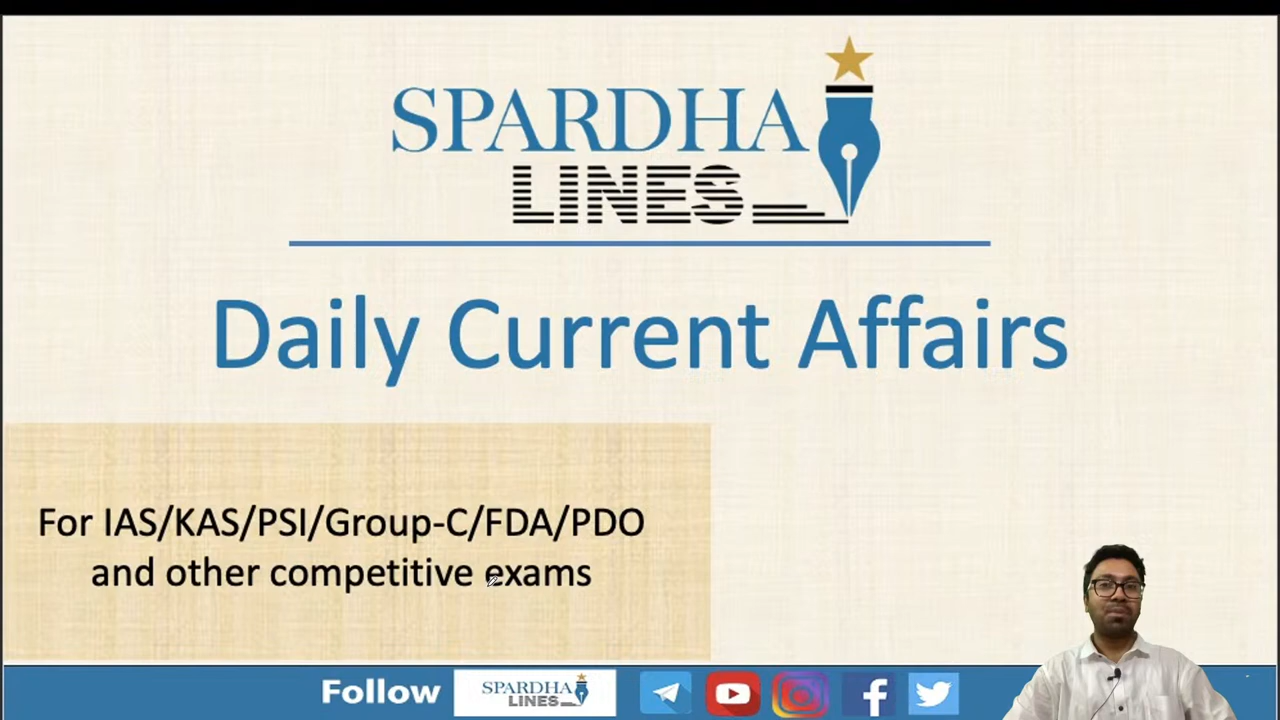 SPARDHA
LINES
Daily Current Affairs
For IAS/KAS/PSI/Group-C/FDA/PDO
and other competitive exams
Follow
SPARDHA
LINES